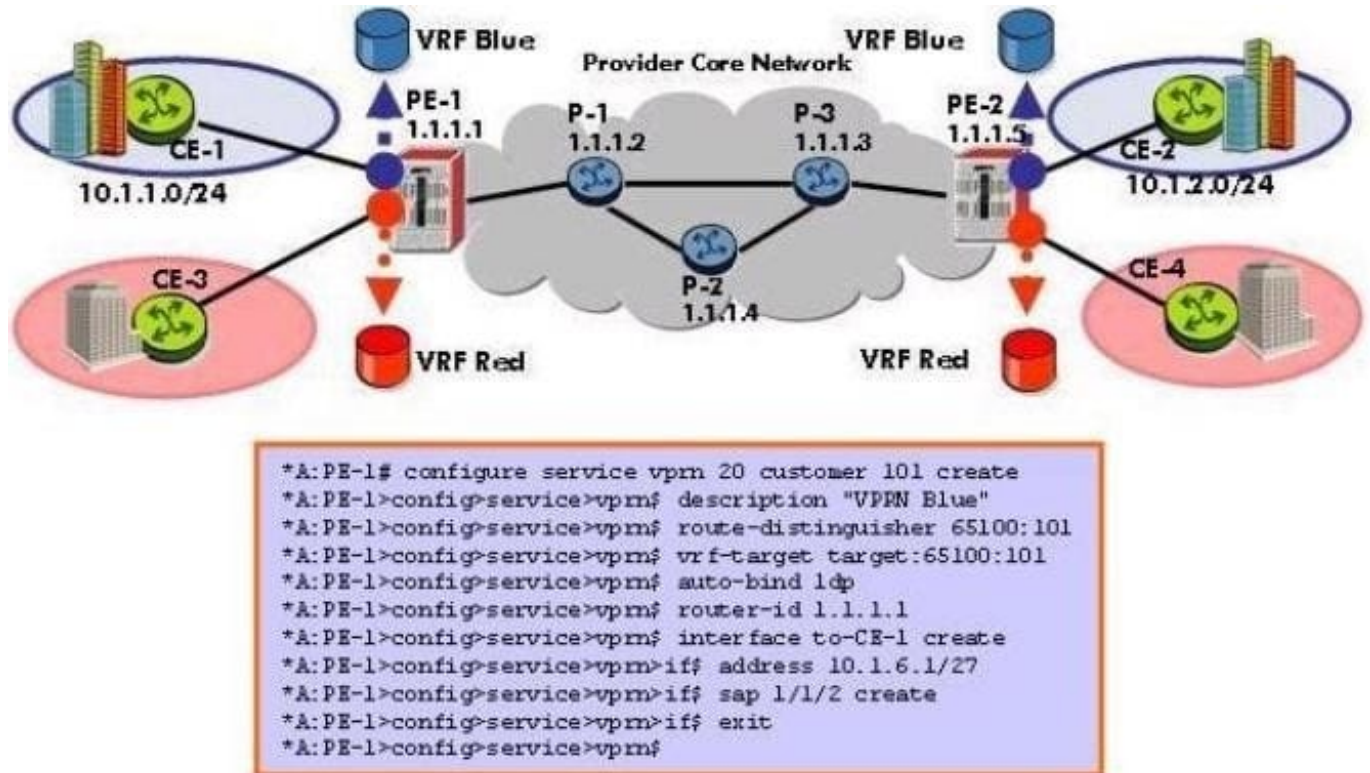 VRF Blue
VRF Blue
Provider Core Network
PE-1
1.1.1.1
P-1
1.1.1.2
P-3
1.1.1.3
PE-2
1.1.1.5
CE-1
10.1.1.0/24
CE-2
10.1.2.0/24
CE-3
P-2
1.1.1.4
CE-4
VRF Red
VRF Red
*A:PE-1# configure service vprn 20 customer 101 create
*A:PE-1>config>service>vprn$ description "VPRN Blue"
*A:PE-1>config>service>vprn$ route-distinguisher 65100:101
*A:PE-1>config>service>vprn$ vrf-target target:65100:101
*A:PE-1>config>service>vprn$ auto-bind ldp
*A:PE-1>config>service>vprn$ router-id 1.1.1.1
*A:PE-1>config>service>vprn$ interface to-CE-1 create
*A:PE-1>config>service>vprn>if$ address 10.1.6.1/27
*A:PE-1>config>service>vprn>if$ sap 1/1/2 create
*A:PE-1>config>service>vprn>if$ exit
*A:PE-1>config>service>vprn$